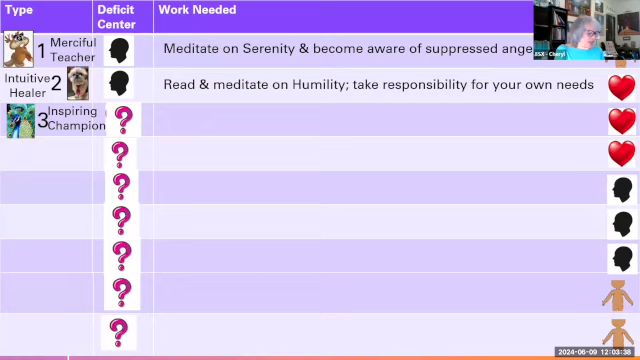 Type
Deficit
Center
Work Needed
1
Merciful
Teacher
Meditate on Serenity & become aware of suppressed ange
JSX - Cheryl
Intuitive
Healer
2
Read & meditate on Humility; take responsibility for your own needs
3
Inspiring
Champion
?
?
?
?
?
?
?
2024-06-09 12:03:38